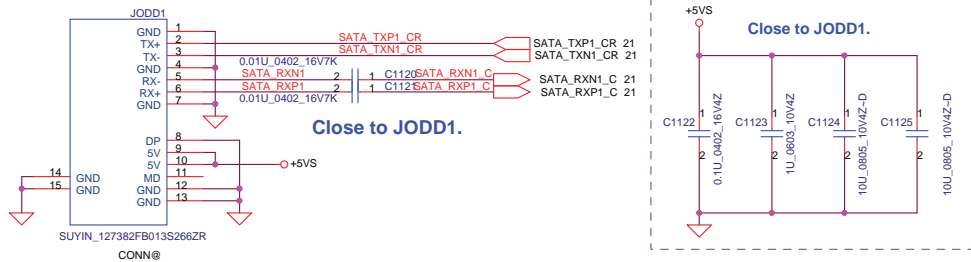 JODD1
GND 1
TX+ 2 SATA_TXP1_CR SATA_TXP1_CR 21
TX- 3 SATA_TXN1_CR SATA_TXN1_CR 21
GND 4 0.01U_0402_16V7K
RX- 5 SATA_RXN1 2 1 C1120 SATA_RXN1_C SATA_RXN1_C 21
RX+ 6 SATA_RXP1 2 1 C1121 SATA_RXP1_C SATA_RXP1_C 21
GND 7 0.01U_0402_16V7K
Close to JODD1.
DP 8
5V 9
5V 10 +5VS
14 GND MD 11
15 GND GND 12
GND 13
SUYIN_127382FB013S266ZR
CONN@
+5VS
Close to JODD1.
C1122 1 2 0.1U_0402_16V4Z
C1123 1 2 1U_0603_10V4Z
C1124 1 2 10U_0805_10V4Z~D
C1125 1 2 10U_0805_10V4Z~D